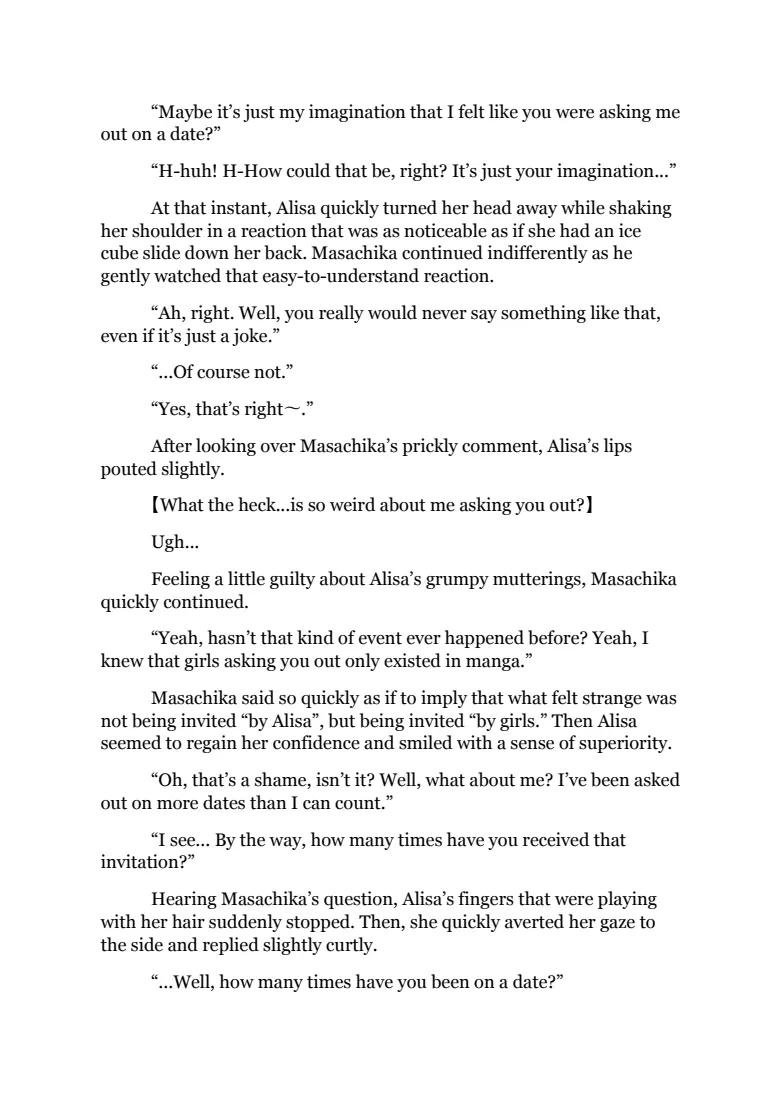 “Maybe it’s just my imagination that I felt like you were asking me
out on a date?”
“H-huh! H-How could that be, right? It’s just your imagination...”
At that instant, Alisa quickly turned her head away while shaking
her shoulder in a reaction that was as noticeable as if she had an ice
cube slide down her back. Masachika continued indifferently as he
gently watched that easy-to-understand reaction.
“Ah, right. Well, you really would never say something like that,
even if it’s just a joke.”
“...Of course not.”
“Yes, that’s right～.”
After looking over Masachika’s prickly comment, Alisa’s lips
pouted slightly.
【What the heck...is so weird about me asking you out?】
Ugh...
Feeling a little guilty about Alisa’s grumpy mutterings, Masachika
quickly continued.
“Yeah, hasn’t that kind of event ever happened before? Yeah, I
knew that girls asking you out only existed in manga.”
Masachika said so quickly as if to imply that what felt strange was
not being invited “by Alisa”, but being invited “by girls.” Then Alisa
seemed to regain her confidence and smiled with a sense of superiority.
“Oh, that’s a shame, isn’t it? Well, what about me? I’ve been asked
out on more dates than I can count.”
“I see... By the way, how many times have you received that
invitation?”
Hearing Masachika’s question, Alisa’s fingers that were playing
with her hair suddenly stopped. Then, she quickly averted her gaze to
the side and replied slightly curtly.
“...Well, how many times have you been on a date?”